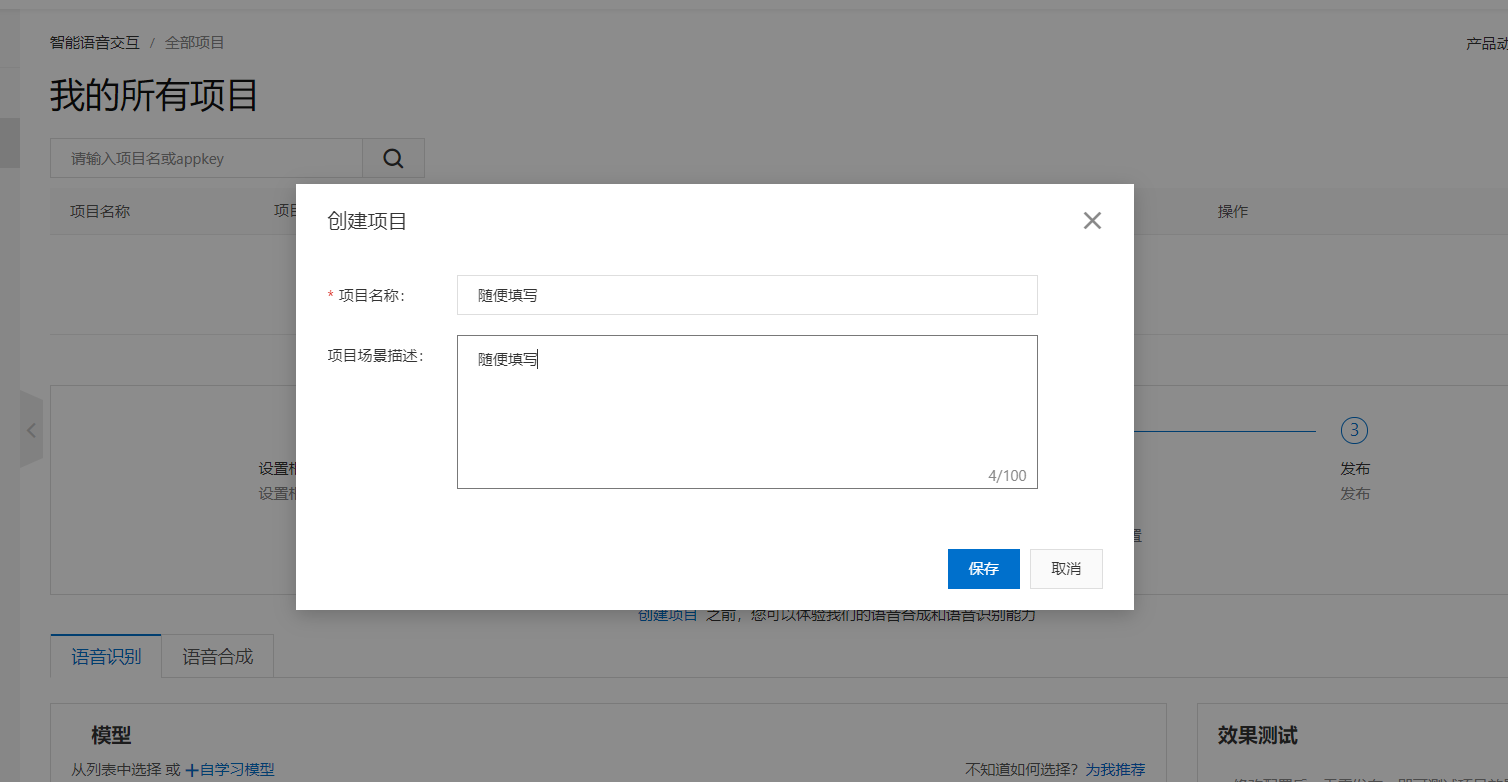 智能语音交互 / 全部项目
产品动
我的所有项目
请输入项目名或appkey
项目名称
项目
操作
创建项目
* 项目名称：
随便填写
项目场景描述：
随便填写
4/100
保存
取消
3
设置
发布
设置
发布
置
创建项目 之前，您可以体验我们的语音合成和语音识别能力
语音识别
语音合成
模型
效果测试
从列表中选择 或 +自学习模型
不知道如何选择？ 为我推荐